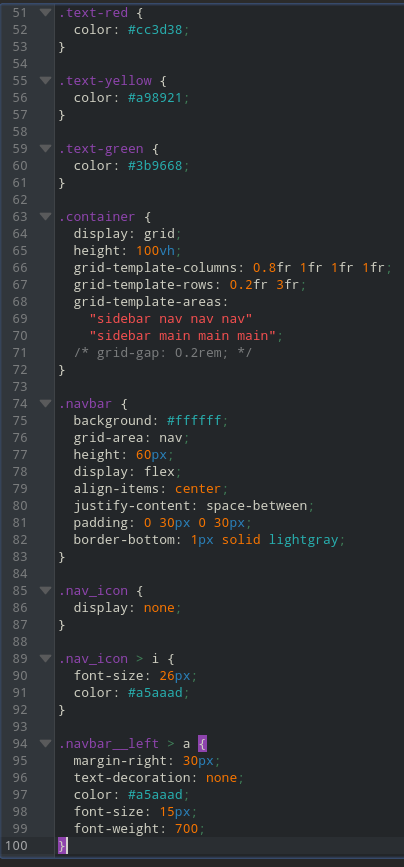 51 .text-red {
52   color: #cc3d38;
53 }
54
55 .text-yellow {
56   color: #a98921;
57 }
58
59 .text-green {
60   color: #3b9668;
61 }
62
63 .container {
64   display: grid;
65   height: 100vh;
66   grid-template-columns: 0.8fr 1fr 1fr 1fr;
67   grid-template-rows: 0.2fr 3fr;
68   grid-template-areas:
69     "sidebar nav nav nav"
70     "sidebar main main main";
71   /* grid-gap: 0.2rem; */
72 }
73
74 .navbar {
75   background: #ffffff;
76   grid-area: nav;
77   height: 60px;
78   display: flex;
79   align-items: center;
80   justify-content: space-between;
81   padding: 0 30px 0 30px;
82   border-bottom: 1px solid lightgray;
83 }
84
85 .nav_icon {
86   display: none;
87 }
88
89 .nav_icon > i {
90   font-size: 26px;
91   color: #a5aaad;
92 }
93
94 .navbar__left > a {
95   margin-right: 30px;
96   text-decoration: none;
97   color: #a5aaad;
98   font-size: 15px;
99   font-weight: 700;
100 }